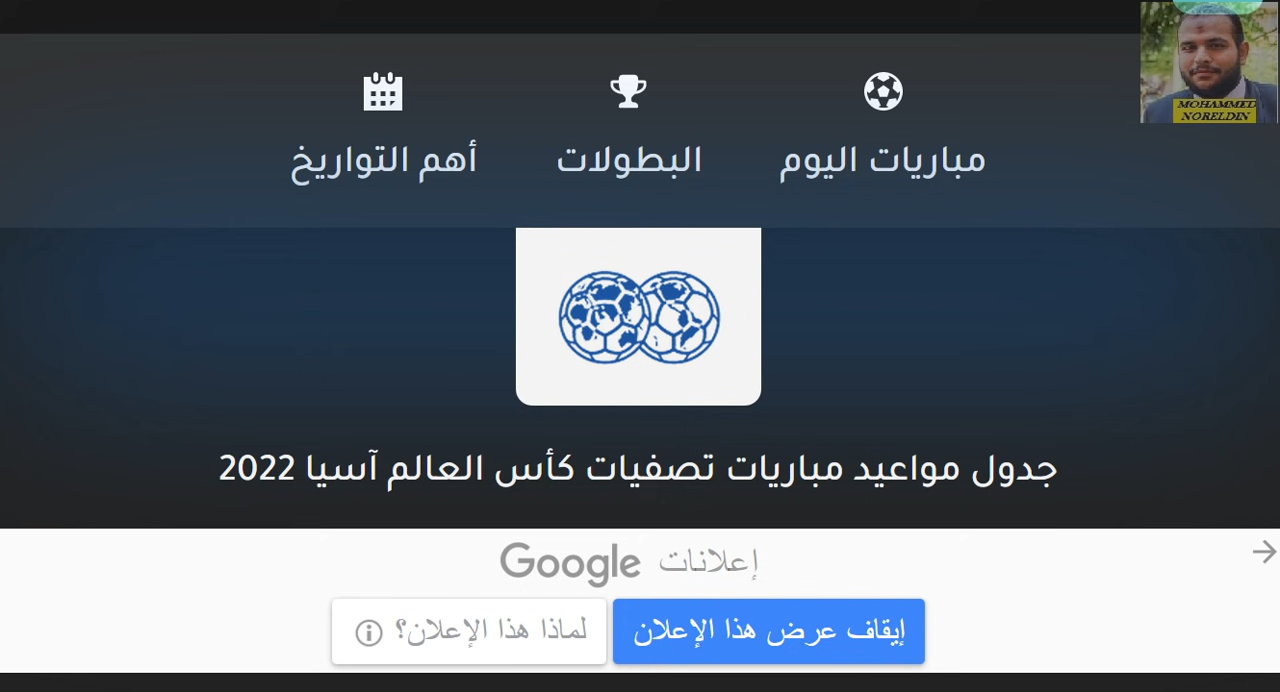 MOHAMMED
NORELDIN
مباريات اليوم
البطولات
أهم التواريخ
جدول مواعيد مباريات تصفيات كأس العالم آسيا 2022
إعلانات Google
إيقاف عرض هذا الإعلان
لماذا هذا الإعلان؟